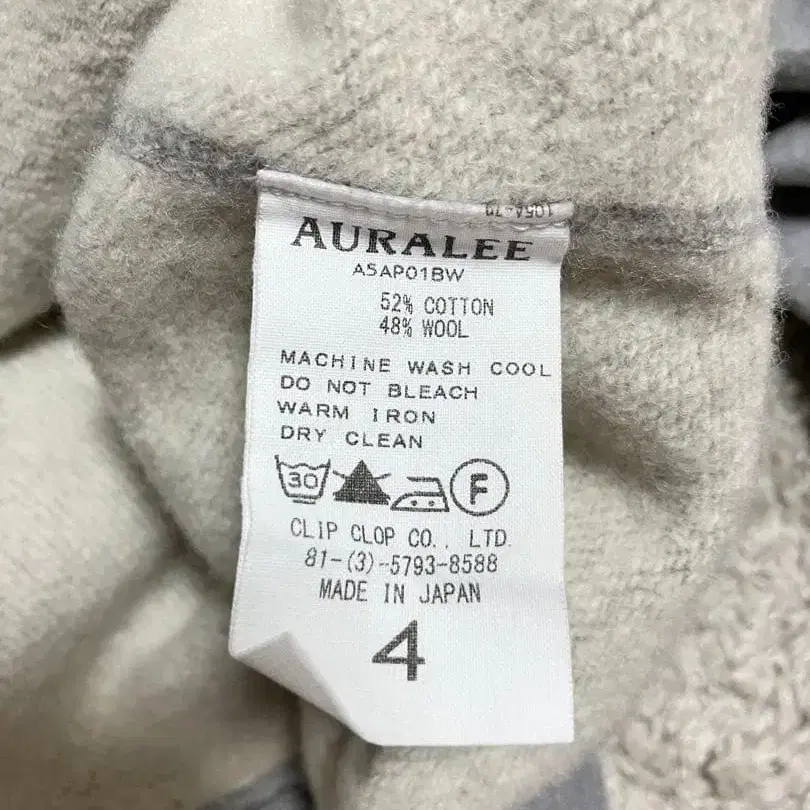 AURALEE
A5AP01BW
52% COTTON
48% WOOL
MACHINE WASH COOL
DO NOT BLEACH
WARM IRON
DRY CLEAN
30
F
CLIP CLOP CO., LTD.
81-(3)-5793-8588
MADE IN JAPAN
4